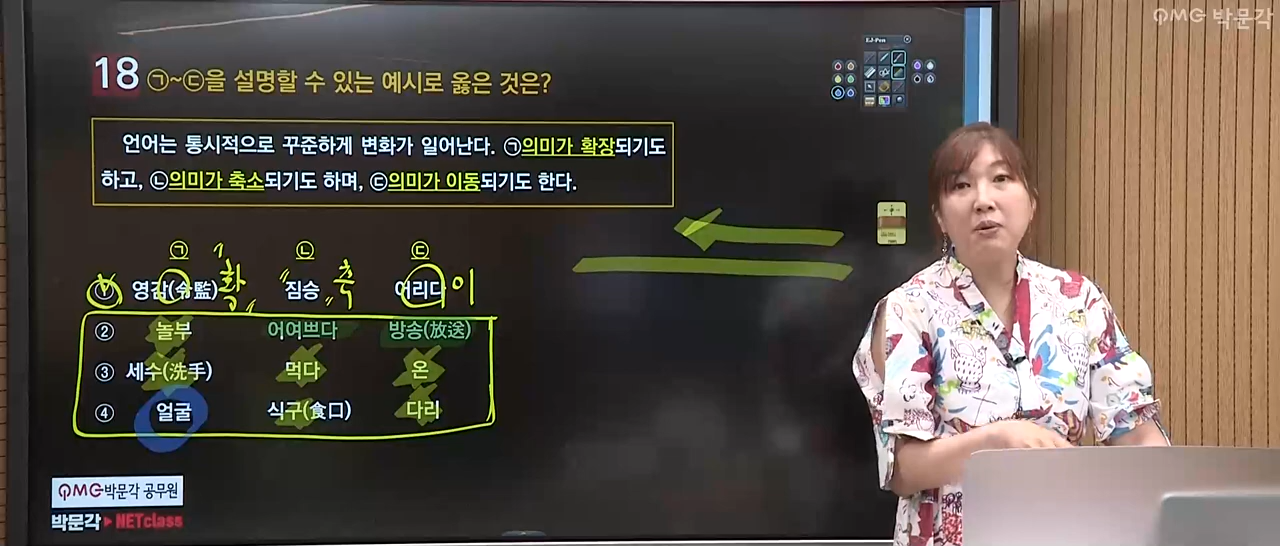 QMG 박문각
EJ-Pen
18 ㉠~㉢을 설명할 수 있는 예시로 옳은 것은?
언어는 통시적으로 꾸준하게 변화가 일어난다. ㉠의미가 확장되기도
하고, ㉡의미가 축소되기도 하며, ㉢의미가 이동되기도 한다.
㉠ ㉡ ㉢
① 영감(令監) 확 짐승 축 어리다 이
② 놀부 어여쁘다 방송(放送)
③ 세수(洗手) 먹다 온
④ 얼굴 식구(食口) 다리
QMG 박문각 공무원
박문각 NETclass